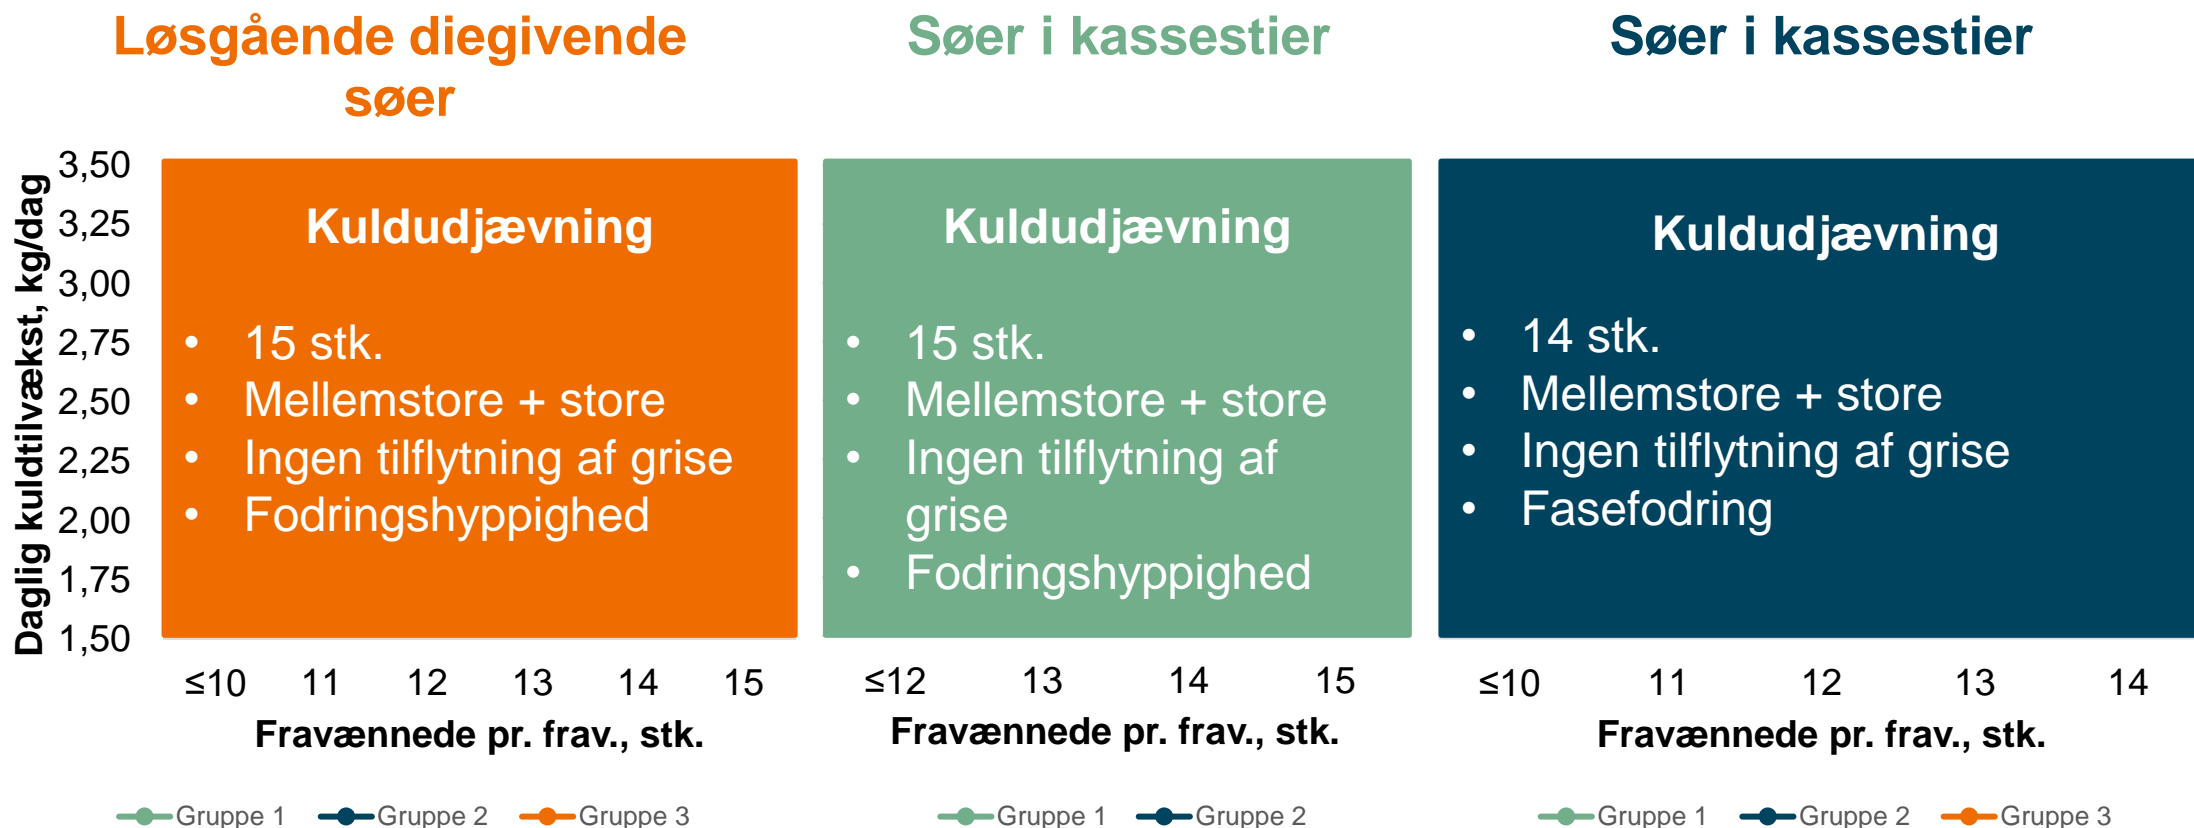 Løsgående diegivende
søer
Søer i kassestier
Søer i kassestier
Daglig kuldtilvækst, kg/dag
3,50
3,25
3,00
2,75
2,50
2,25
2,00
1,75
1,50
Kuldudjævning
• 15 stk.
• Mellemstore + store
• Ingen tilflytning af grise
• Fodringshyppighed
≤10 11 12 13 14 15
Fravænnede pr. frav., stk.
Gruppe 1 Gruppe 2 Gruppe 3
Kuldudjævning
• 15 stk.
• Mellemstore + store
• Ingen tilflytning af
grise
• Fodringshyppighed
≤12 13 14 15
Fravænnede pr. frav., stk.
Gruppe 1 Gruppe 2
Kuldudjævning
• 14 stk.
• Mellemstore + store
• Ingen tilflytning af grise
• Fasefodring
≤10 11 12 13 14
Fravænnede pr. frav., stk.
Gruppe 1 Gruppe 2 Gruppe 3